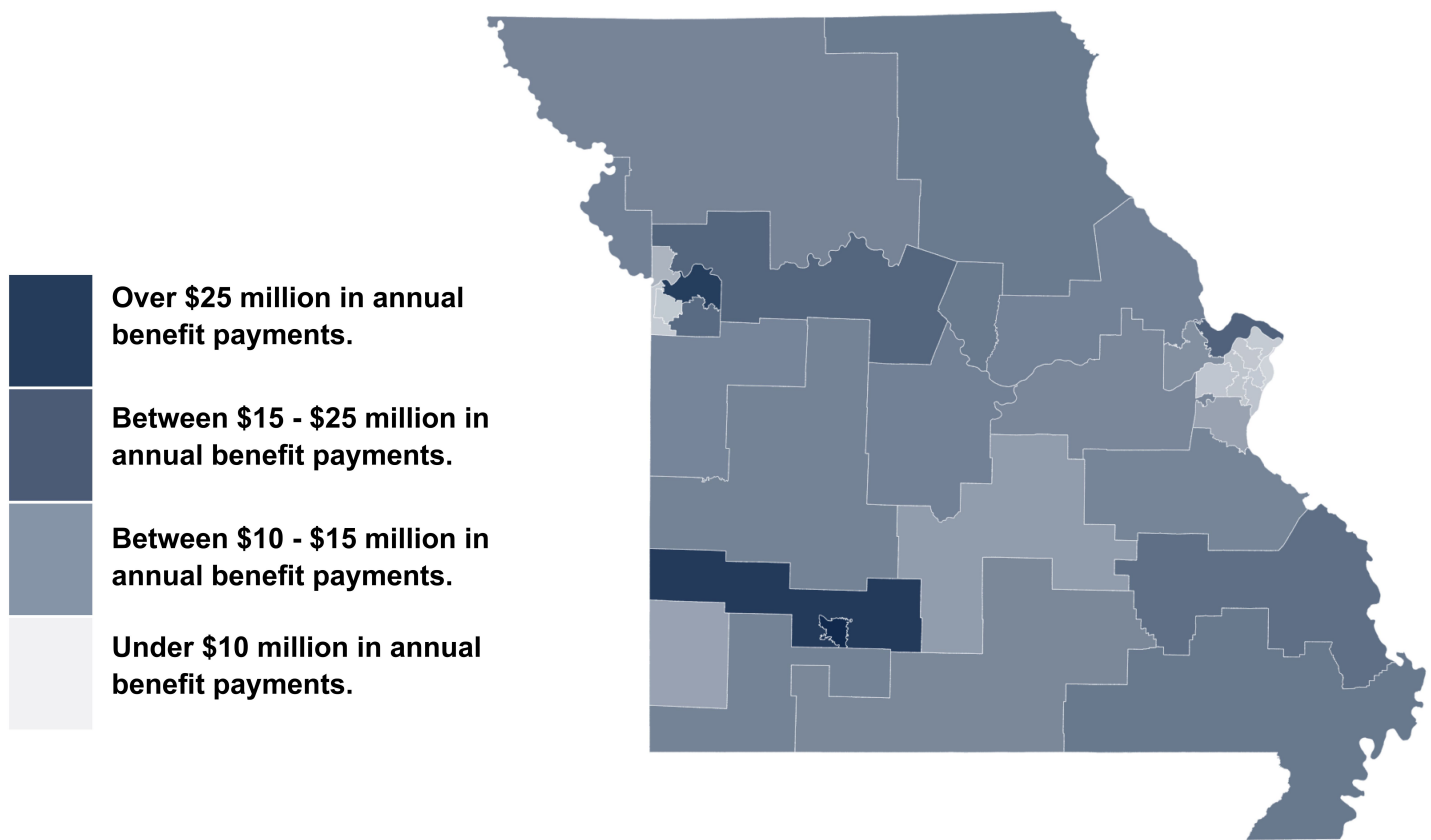 Over $25 million in annual
benefit payments.
Between $15 - $25 million in
annual benefit payments.
Between $10 - $15 million in
annual benefit payments.
Under $10 million in annual
benefit payments.